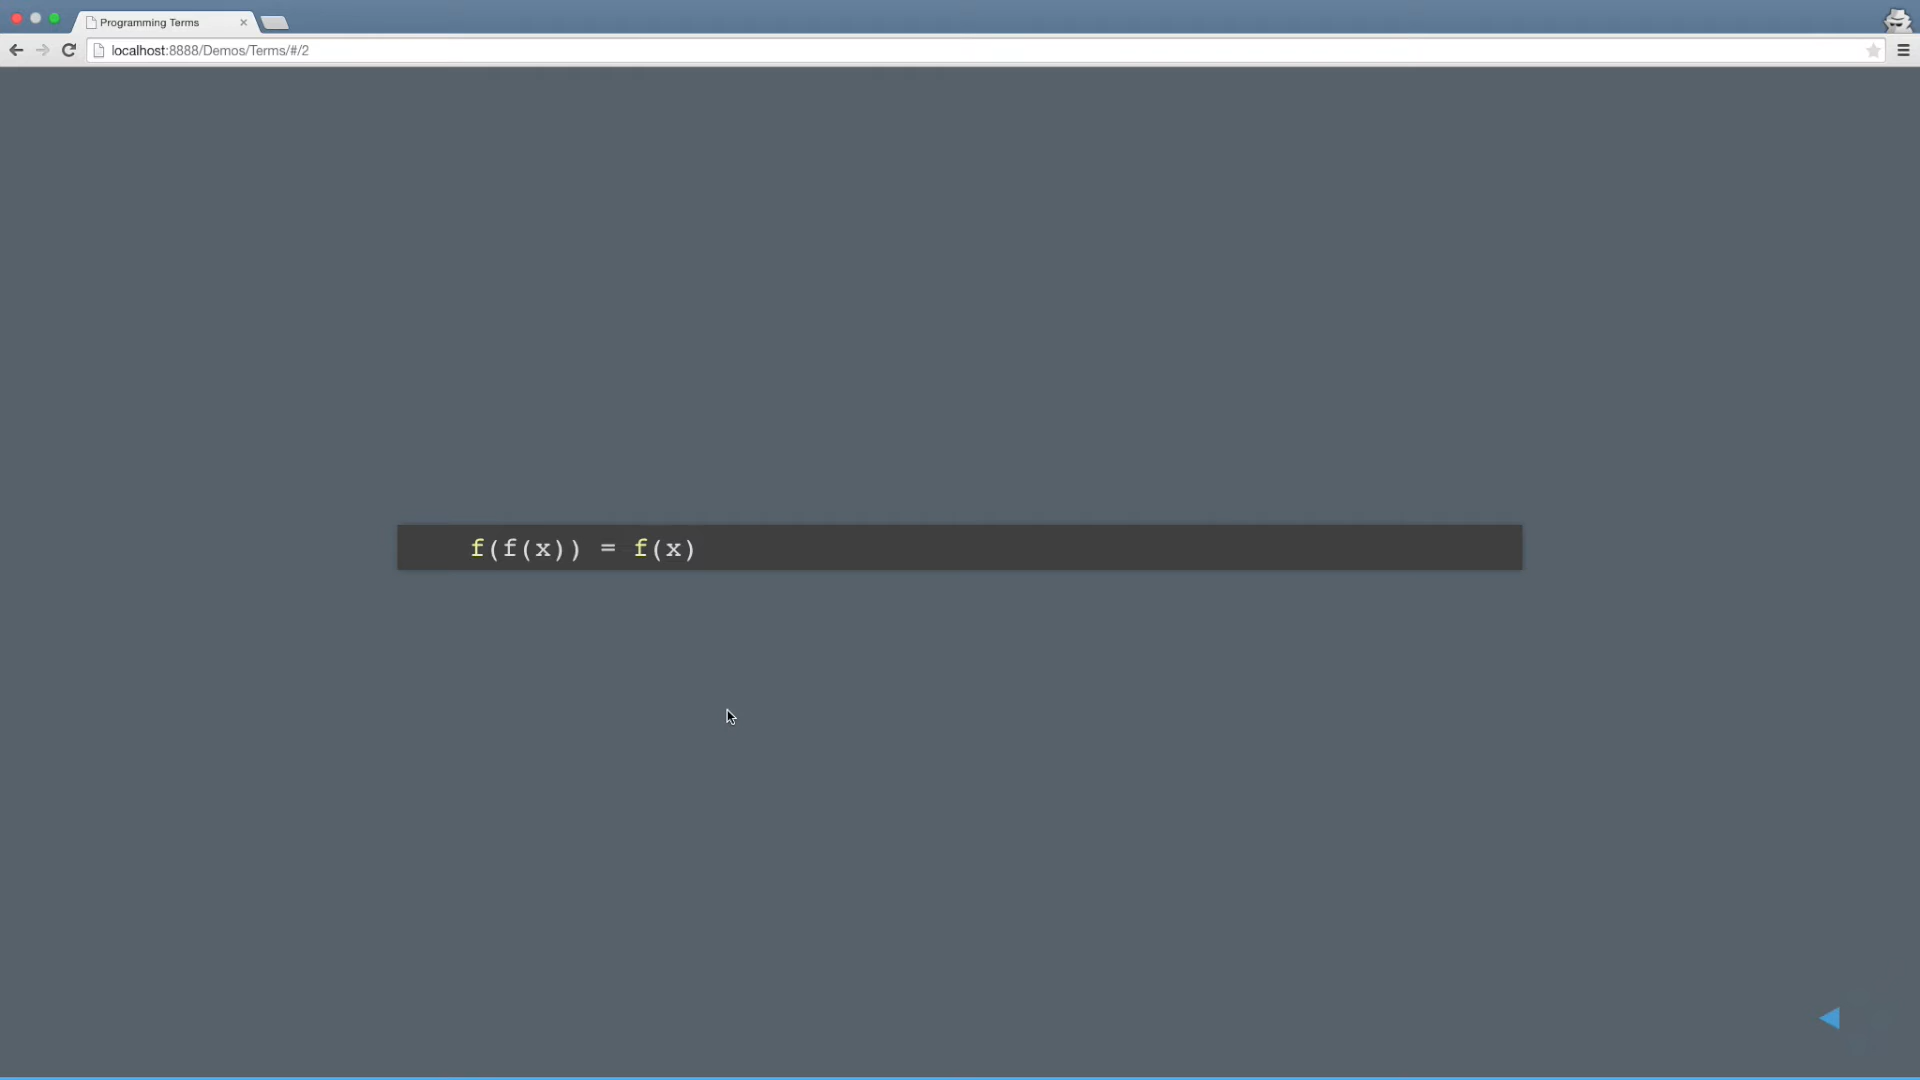 Programming Terms
localhost:8888/Demos/Terms/#/2
f(f(x)) = f(x)